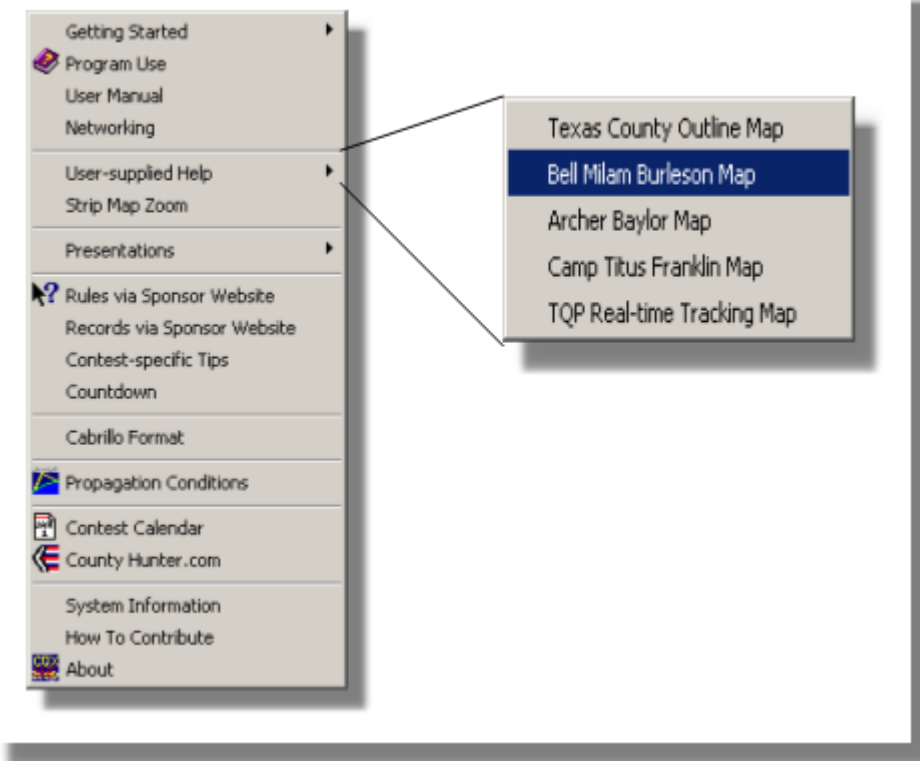 Getting Started
Program Use
User Manual
Networking
User-supplied Help
Strip Map Zoom
Presentations
Rules via Sponsor Website
Records via Sponsor Website
Contest-specific Tips
Countdown
Cabrillo Format
Propagation Conditions
Contest Calendar
County Hunter.com
System Information
How To Contribute
About
Texas County Outline Map
Bell Milam Burleson Map
Archer Baylor Map
Camp Titus Franklin Map
TQP Real-time Tracking Map